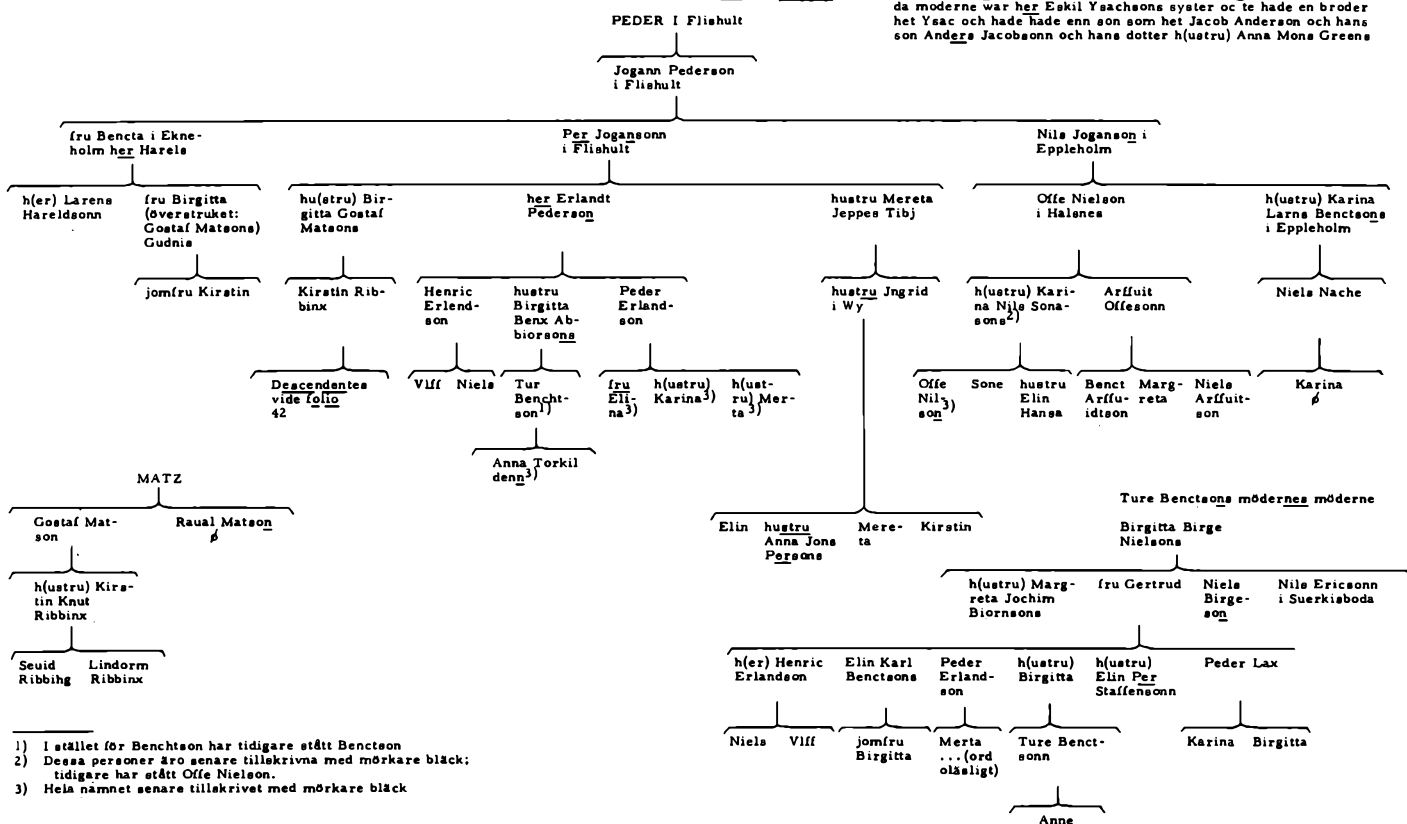 da moderne war her Eskil Ysachsons syster oc te hade en broder
het Ysac och hade hade enn son som het Jacob Anderson och hans
son Anders Jacobsonn och hans dotter h(ustru) Anna Mons Greens
PEDER I Flishult
Jogann Pederson
i Flishult
fru Bencta i Ekne-
holm her Harels
Per Jogansonn
i Flishult
Nils Joganson i
Eppleholm
h(er) Larens
Hareldsonn
fru Birgitta
(överstruket:
Gostaf Matsons)
Gudnis
hu(stru) Bir-
gitta Gostaf
Matsons
her Erlandt
Pederson
hustru Mereta
Jeppes Tibj
Offe Nielson
i Halsnes
h(ustru) Karina
Larns Benctsons
i Eppleholm
jomfru Kirstin
Kirstin Rib-
binx
Henric
Erlend-
son
hustru
Birgitta
Benx Ab-
biorsons
Peder
Erland-
son
hustru Jngrid
i Wy
h(ustru) Kari-
na Nils Sona-
sons2)
Arffuit
Offesonn
Niels Nache
Descendentes
vide folio
42
Vlff Niels
Tur
Bencht-
son1)
fru
Eli-
na3)
h(ustru)
Karina3)
h(ust-
ru) Mer-
ta3)
Offe
Nil-
son3)
Sone
hustru
Elin
Hansa
Benct
Arffu-
idtson
Marg-
reta
Niels
Arffuit-
son
Karina
ø
Anna Torkil
denn3)
MATZ
Gostaf Mat-
son
Raual Matson
ø
h(ustru) Kirs-
tin Knut
Ribbinx
Seuid
Ribbihg
Lindorm
Ribbinx
Elin
hustru
Anna Jons
Persons
Mere-
ta
Kirstin
Ture Benctsons mödernes möderne
Birgitta Birge
Nielsons
h(ustru) Marg-
reta Jochim
Biornsons
fru Gertrud
Niels
Birge-
son
Nils Ericsonn
i Suerkisboda
h(er) Henric
Erlandson
Elin Karl
Benctsons
Peder
Erland-
son
h(ustru)
Birgitta
h(ustru)
Elin Per
Staffensonn
Peder Lax
Niels Vlff
jomfru
Birgitta
Merta
...(ord
oläsligt)
Ture Benct-
sonn
Karina Birgitta
Anne
1) I stället för Benchtson har tidigare stått Benctson
2) Dessa personer äro senare tillskrivna med mörkare bläck;
tidigare har stått Offe Nielson.
3) Hela namnet senare tillskrivet med mörkare bläck